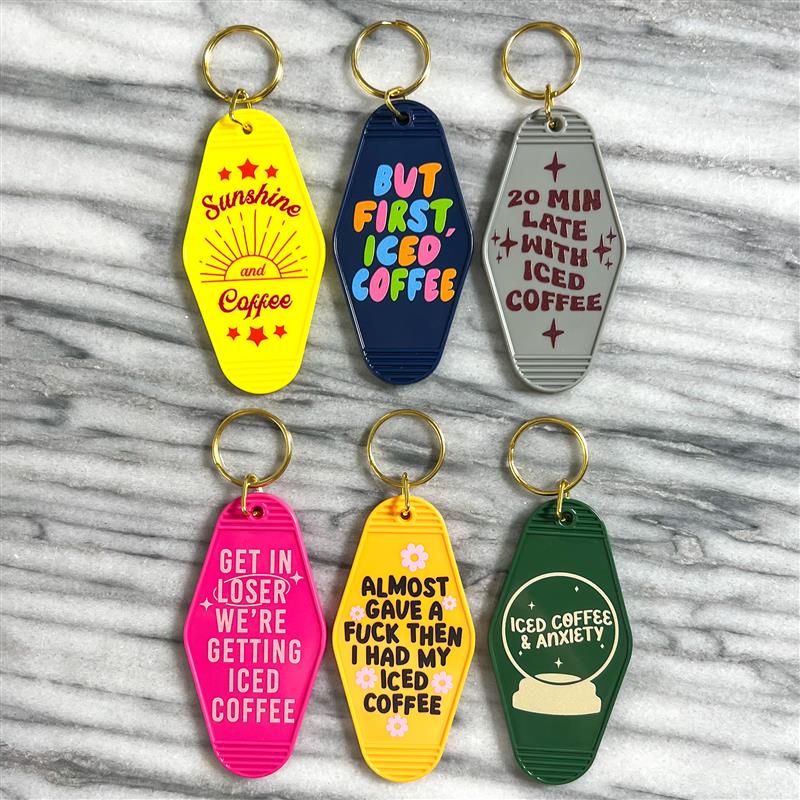 Sunshine
and
Coffee
BUT
FIRST,
ICED
COFFEE
20 MIN
LATE
WITH
ICED
COFFEE
GET IN
LOSER
WE'RE
GETTING
ICED
COFFEE
ALMOST
GAVE A
FUCK THEN
I HAD MY
ICED
COFFEE
ICED COFFEE
& ANXIETY